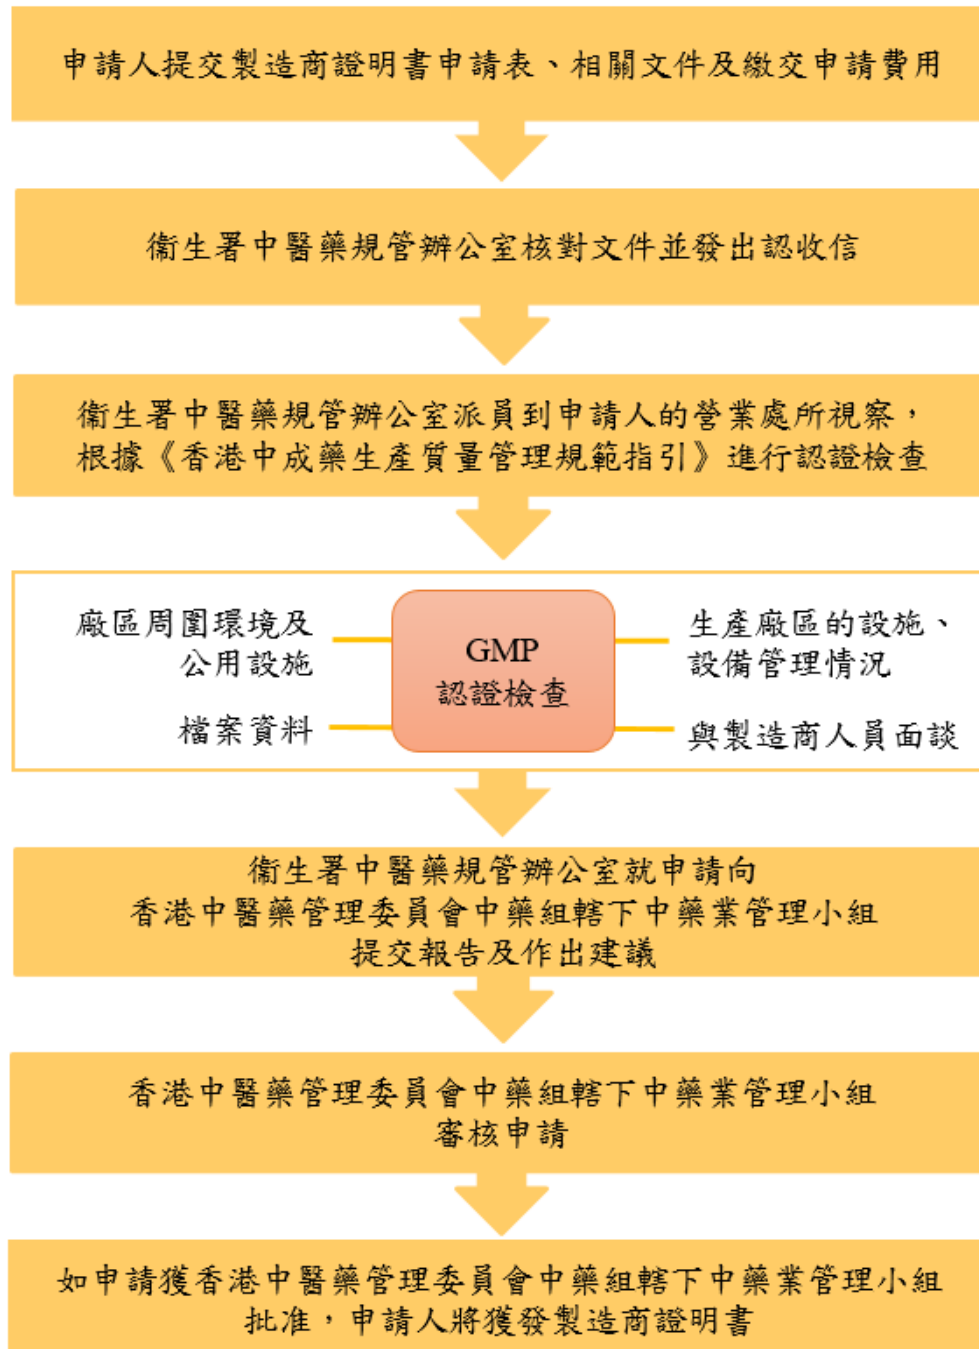 申請人提交製造商證明書申請表、相關文件及繳交申請費用
衞生署中醫藥規管辦公室核對文件並發出認收信
衞生署中醫藥規管辦公室派員到申請人的營業處所視察，
根據《香港中成藥生產質量管理規範指引》進行認證檢查
廠區周圍環境及
公用設施
檔案資料
GMP
認證檢查
生產廠區的設施、
設備管理情況
與製造商人員面談
衞生署中醫藥規管辦公室就申請向
香港中醫藥管理委員會中藥組轄下中藥業管理小組
提交報告及作出建議
香港中醫藥管理委員會中藥組轄下中藥業管理小組
審核申請
如申請獲香港中醫藥管理委員會中藥組轄下中藥業管理小組
批准，申請人將獲發製造商證明書